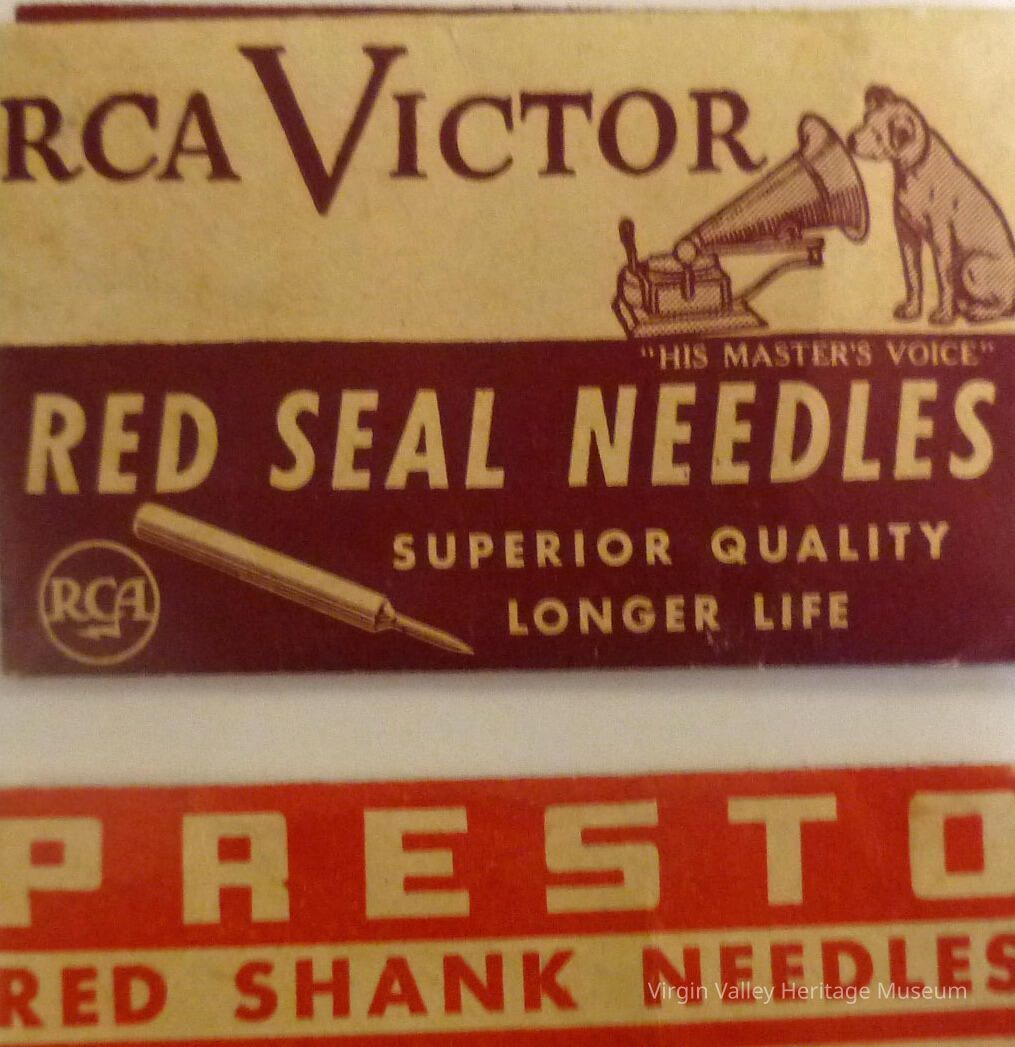 RCA VICTOR
"HIS MASTER'S VOICE"
RED SEAL NEEDLES
SUPERIOR QUALITY
LONGER LIFE
RCA
PRESTO
RED SHANK NEEDLES
Virgin Valley Heritage Museum